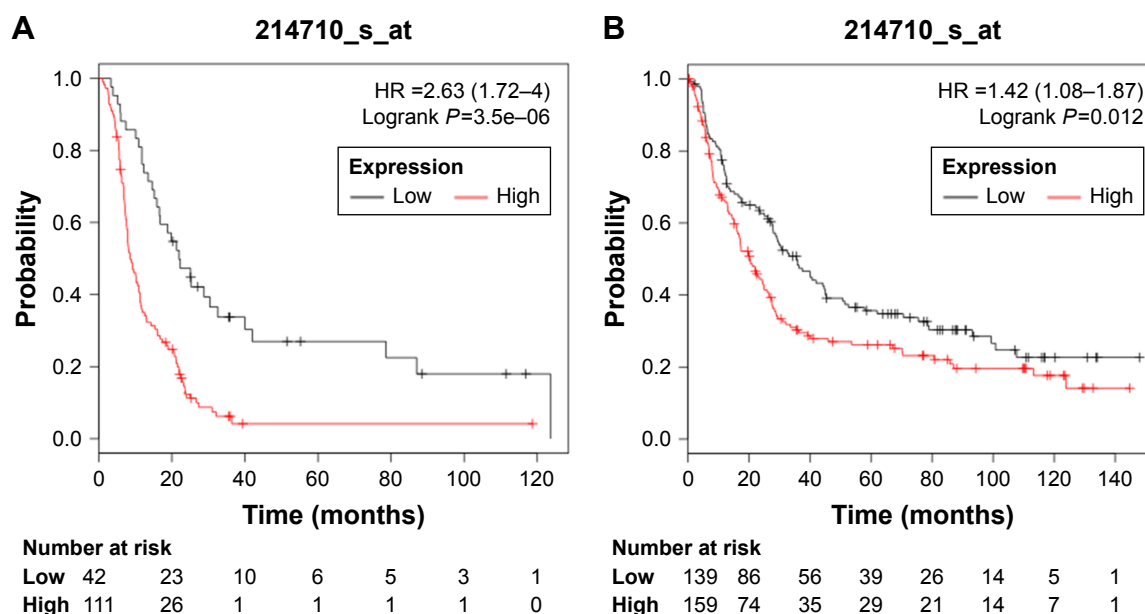 A
214710_s_at
HR =2.63 (1.72–4)
Logrank P=3.5e–06
Expression
Low High
Probability
1.0
0.8
0.6
0.4
0.2
0.0
0 20 40 60 80 100 120
Time (months)
Number at risk
Low 42 23 10 6 5 3 1
High 111 26 1 1 1 1 0
B
214710_s_at
HR =1.42 (1.08–1.87)
Logrank P=0.012
Expression
Low High
Probability
1.0
0.8
0.6
0.4
0.2
0.0
0 20 40 60 80 100 120 140
Time (months)
Number at risk
Low 139 86 56 39 26 14 5 1
High 159 74 35 29 21 14 7 1